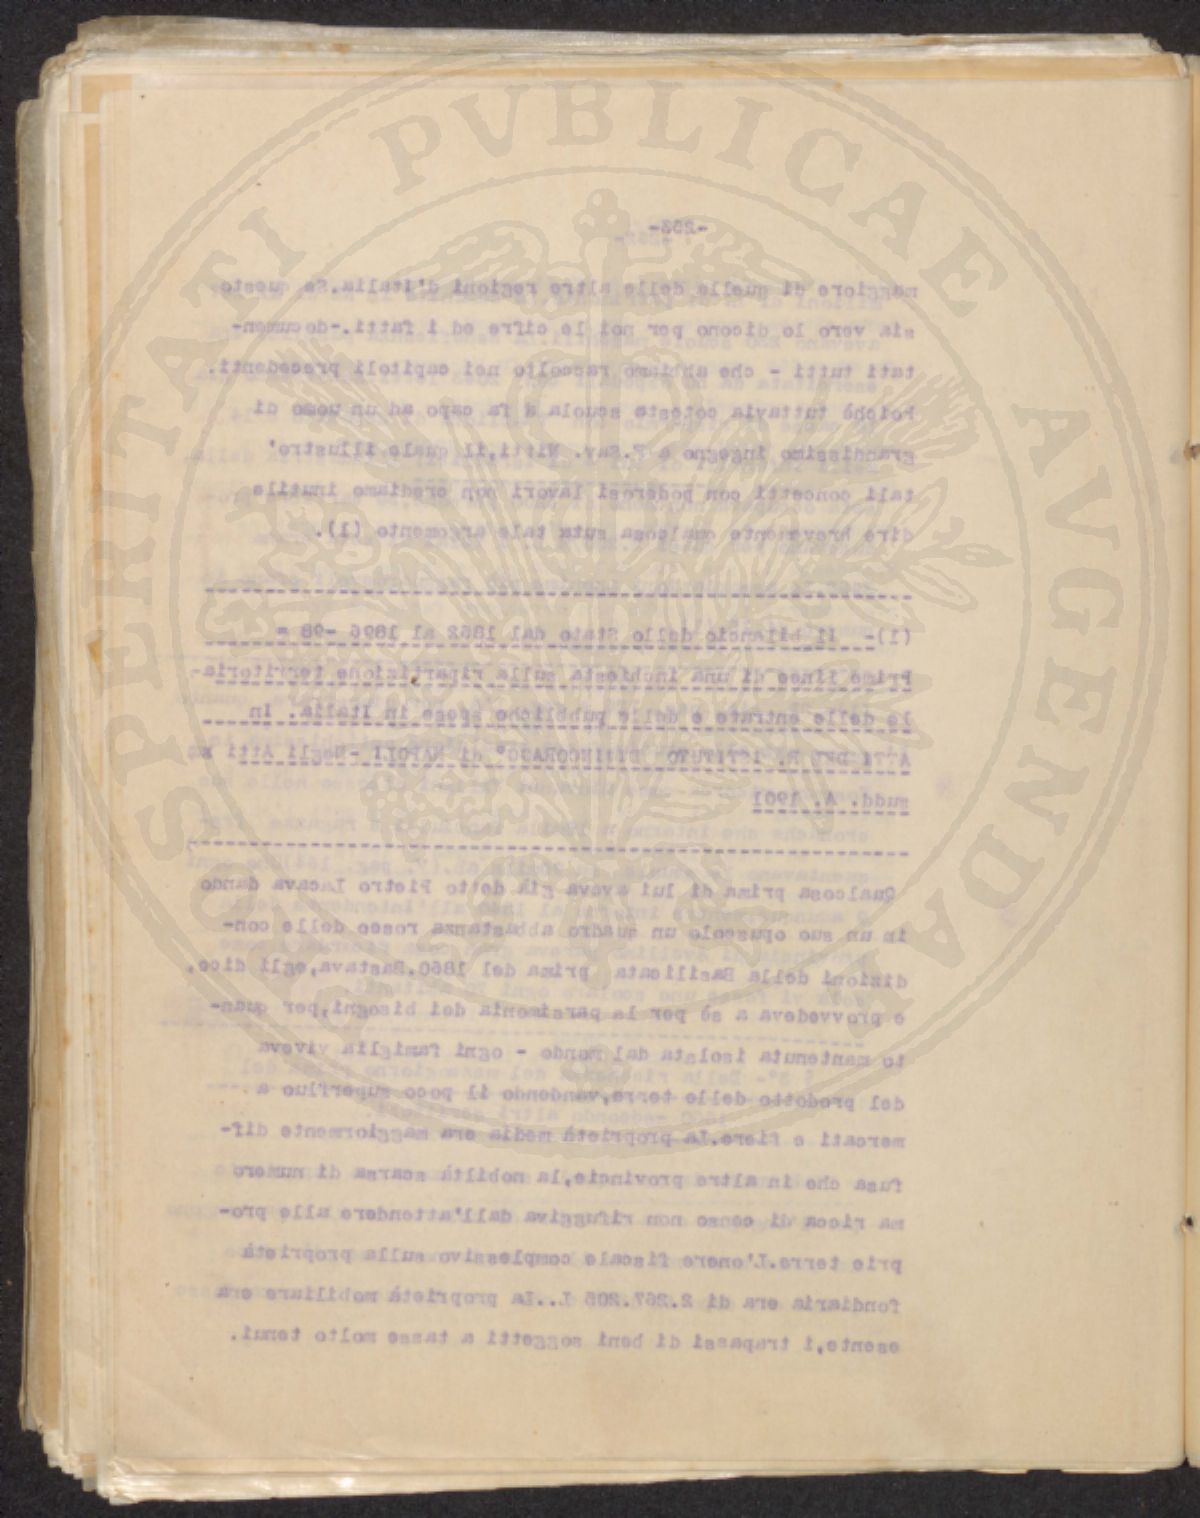 -293-
maggiore di quelle delle altre regioni d'Italia.Se questo
sia vero lo dicono per noi le cifre ed i fatti.-documen-
tati tutti - che abbiamo raccolto nei capitoli precedenti.
Poichè tuttavia cotesta scuola a fa capo ad un uomo di
grandissimo ingegno a F.Sav. Nitti,il quale illustro'
tali concetti con poderosi lavori non crediamo inutile
dire brevemente qualcosa sutx tale argomento (1).
(1)- Il bilancio dello Stato dal 1862 al 1896 -98 =
Prime linee di una inchiesta sulla ripartizione territoria-
le delle entrate e delle pubbliche spese in Italia. In
ATTI DEL R. ISTITUTO di NAPOLI -Negli Atti
sudd. A. 1901
Qualcosa prima di lui aveva già detto Pietro Lacava dando
in un suo opuscolo un quadro abbastanza roseo delle con-
dizioni della Basilicata prima del 1860.Bastava,egli dice,
e provvedeva a sè per la parsimonia dei bisogni,per quan-
to mantenuta isolata dal mondo - ogni famiglia viveva
del prodotto delle terre,vendendo il poco superfluo a
mercati e fiere.La proprietà media era maggiormente dif-
fusa che in altre provincie,la nobiltà scarsa di numero
ma ricca di censo non rifuggiva dall'attendere alle pro-
prie terre.L'onere fiscale complessivo sulla proprietà
fondiaria era di 2.267.205 L..La proprietà mobiliare era
esente,i trapassi di beni soggetti a tasse molto tenui.
SPERITATI PVBLICAE AVGENDAE